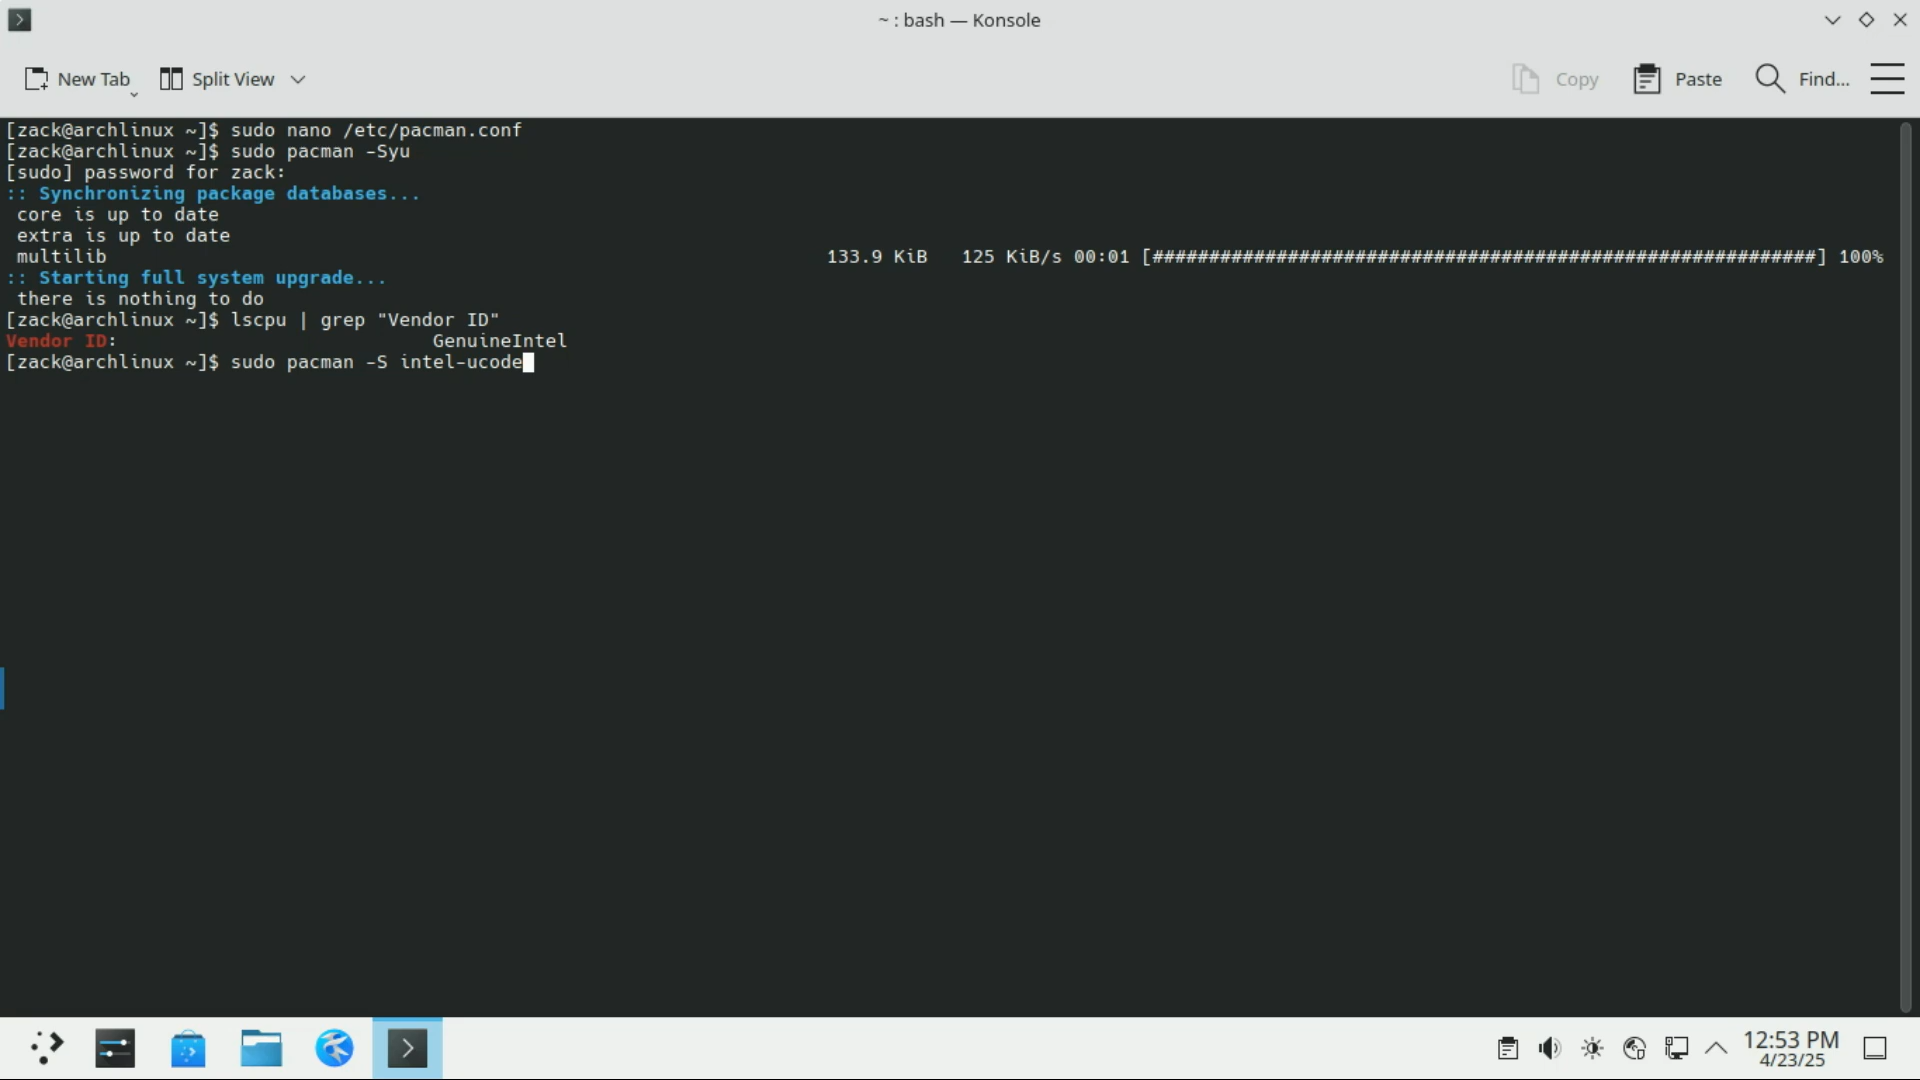 ~ : bash — Konsole
New Tab
Split View
Copy
Paste
Find...
[zack@archlinux ~]$ sudo nano /etc/pacman.conf
[zack@archlinux ~]$ sudo pacman -Syu
[sudo] password for zack:
:: Synchronizing package databases...
core is up to date
extra is up to date
multilib 133.9 KiB 125 KiB/s 00:01 [###########################################################] 100%
:: Starting full system upgrade...
there is nothing to do
[zack@archlinux ~]$ lscpu | grep "Vendor ID"
Vendor ID: GenuineIntel
[zack@archlinux ~]$ sudo pacman -S intel-ucode
12:53 PM
4/23/25